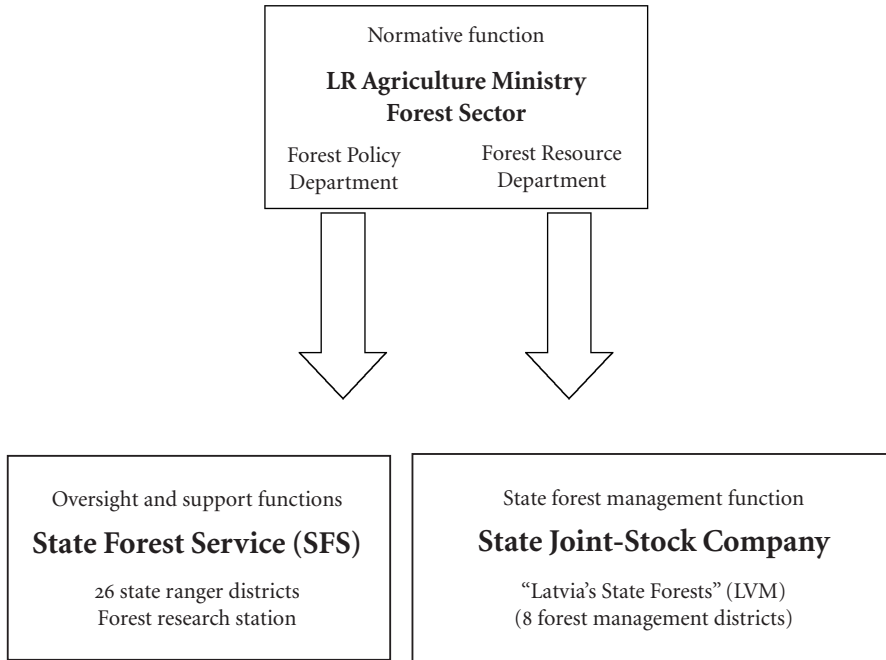 Normative function
LR Agriculture Ministry
Forest Sector
Forest Policy
Department
Forest Resource
Department
Oversight and support functions
State Forest Service (SFS)
26 state ranger districts
Forest research station
State forest management function
State Joint-Stock Company
“Latvia’s State Forests” (LVM)
(8 forest management districts)